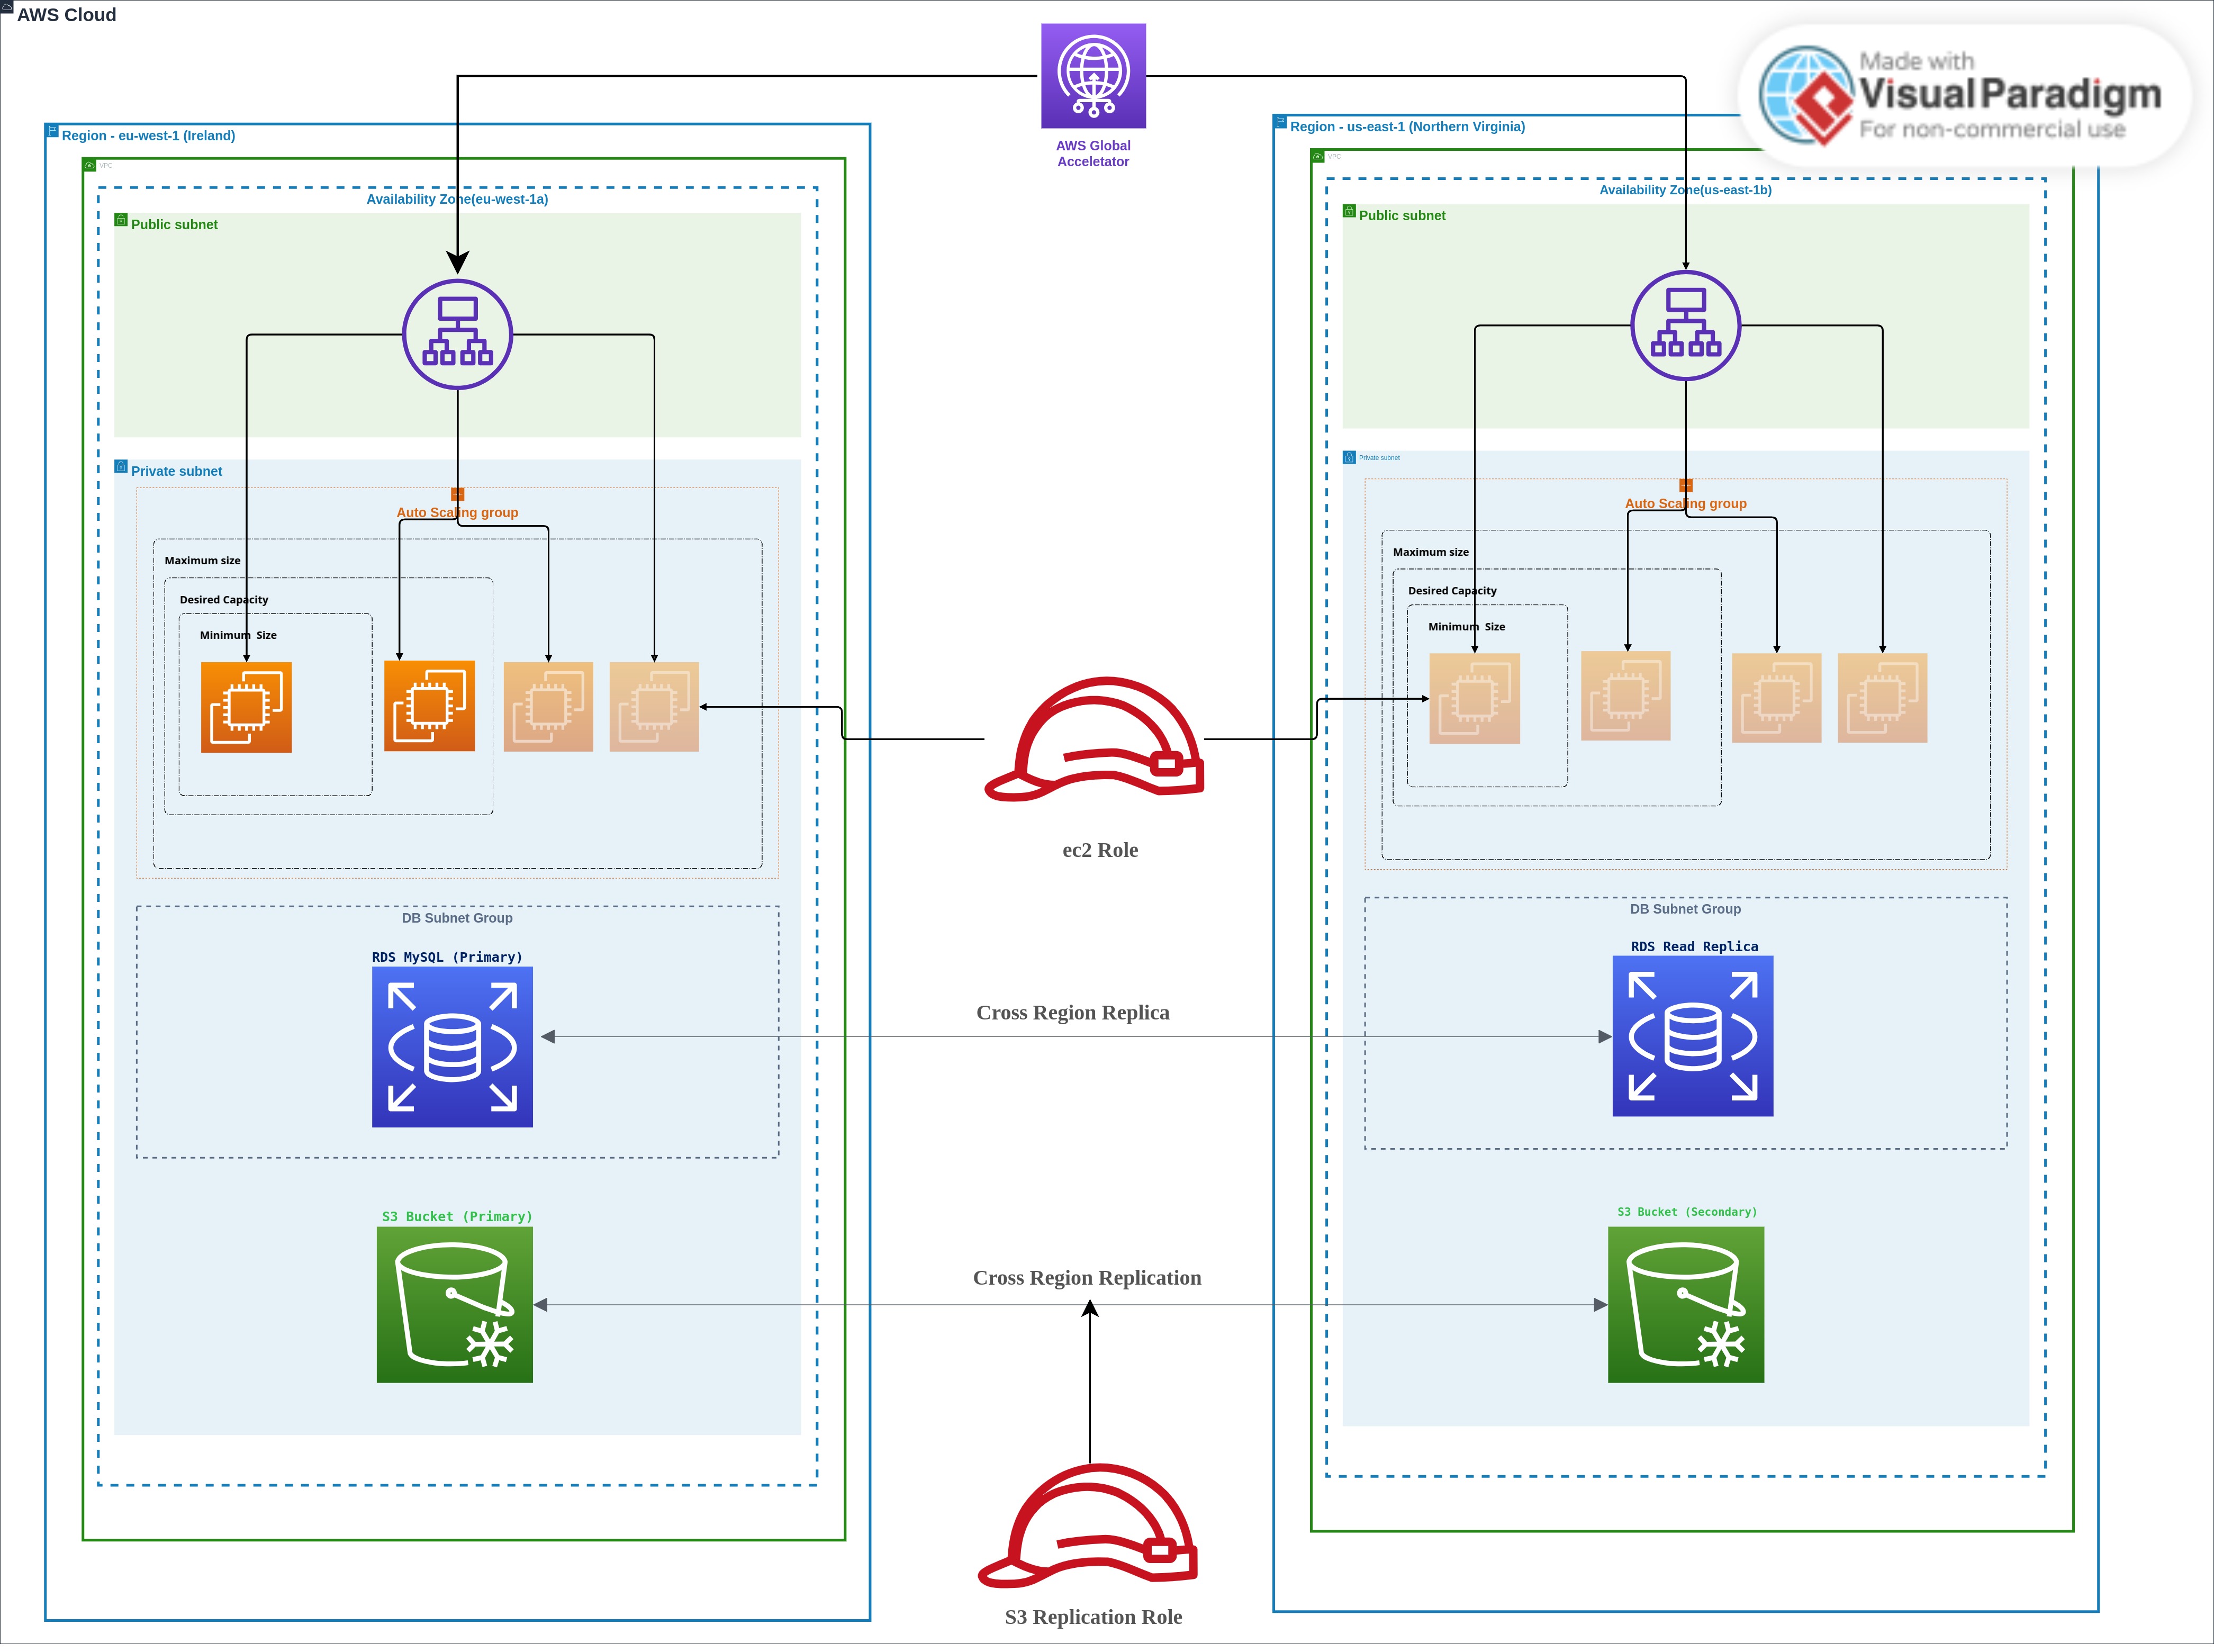 AWS Cloud
Made with
Visual Paradigm
For non-commercial use
AWS Global
Acceletator
Region - eu-west-1 (Ireland)
VPC
Availability Zone(eu-west-1a)
Public subnet
Private subnet
Auto Scaling group
Maximum size
Desired Capacity
Minimum Size
DB Subnet Group
RDS MySQL (Primary)
S3 Bucket (Primary)
ec2 Role
Cross Region Replica
Cross Region Replication
S3 Replication Role
Region - us-east-1 (Northern Virginia)
VPC
Availability Zone(us-east-1b)
Public subnet
Private subnet
Auto Scaling group
Maximum size
Desired Capacity
Minimum Size
DB Subnet Group
RDS Read Replica
S3 Bucket (Secondary)